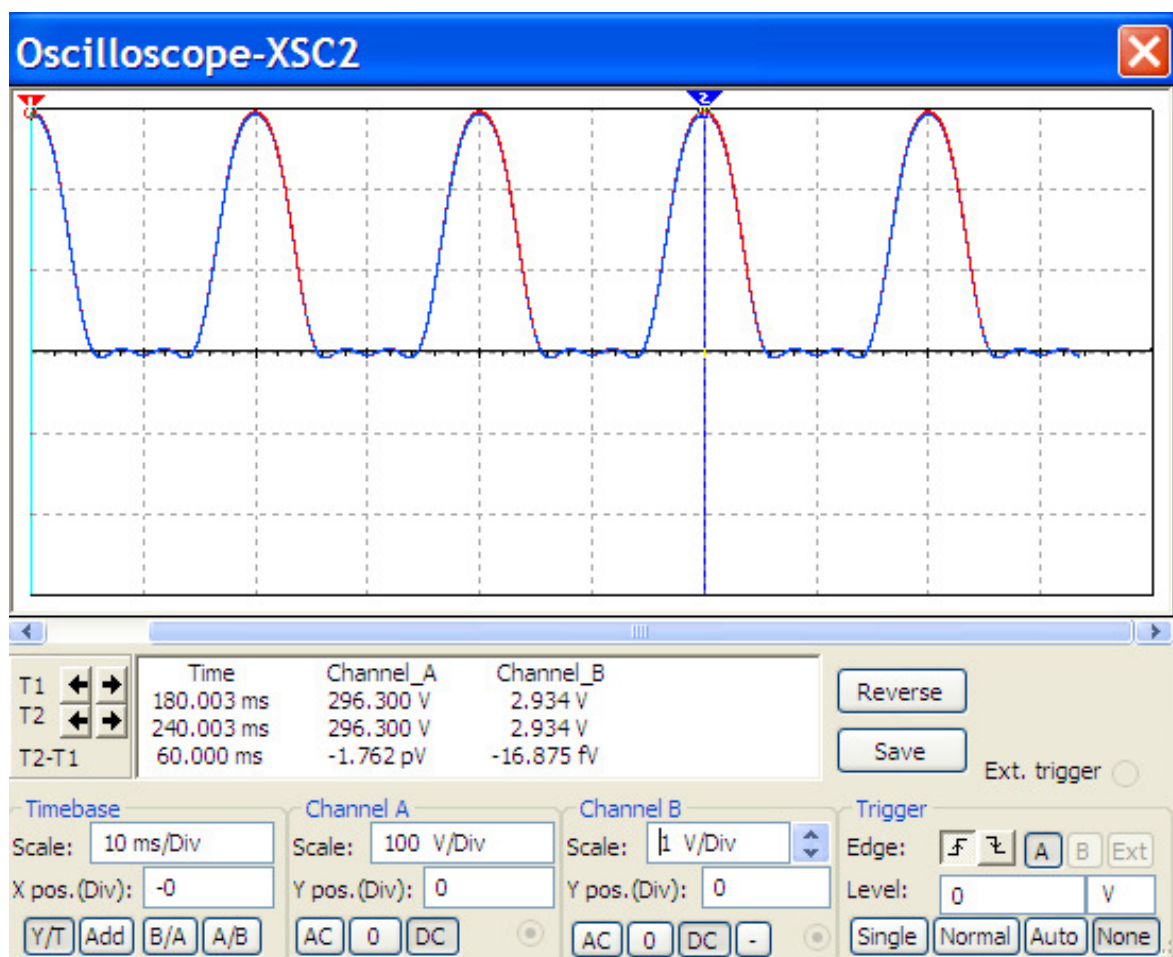 Oscilloscope-XSC2
1
2
Time Channel_A Channel_B
T1 180.003 ms 296.300 V 2.934 V
T2 240.003 ms 296.300 V 2.934 V
T2-T1 60.000 ms -1.762 pV -16.875 fV
Reverse
Save
Ext. trigger
Timebase
Scale: 10 ms/Div
X pos.(Div): -0
Y/T Add B/A A/B
Channel A
Scale: 100 V/Div
Y pos.(Div): 0
AC 0 DC
Channel B
Scale: 1 V/Div
Y pos.(Div): 0
AC 0 DC -
Trigger
Edge: A B Ext
Level: 0 V
Single Normal Auto None